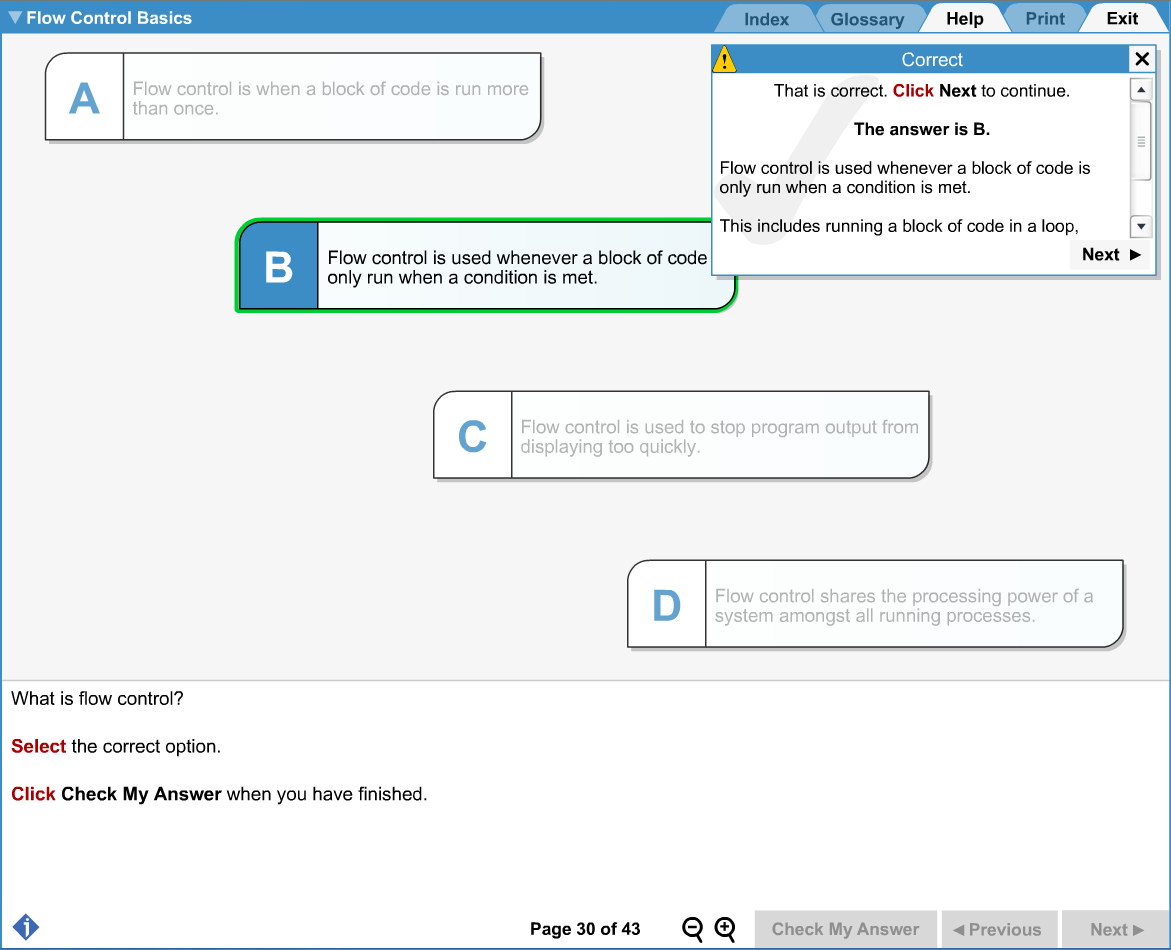 Flow Control Basics
Index
Glossary
Help
Print
Exit
A
Flow control is when a block of code is run more
than once.
Correct
That is correct. Click Next to continue.
The answer is B.
Flow control is used whenever a block of code is
only run when a condition is met.
This includes running a block of code in a loop,
Next
B
Flow control is used whenever a block of code
only run when a condition is met.
C
Flow control is used to stop program output from
displaying too quickly.
D
Flow control shares the processing power of a
system amongst all running processes.
What is flow control?
Select the correct option.
Click Check My Answer when you have finished.
Page 30 of 43
Check My Answer
Previous
Next